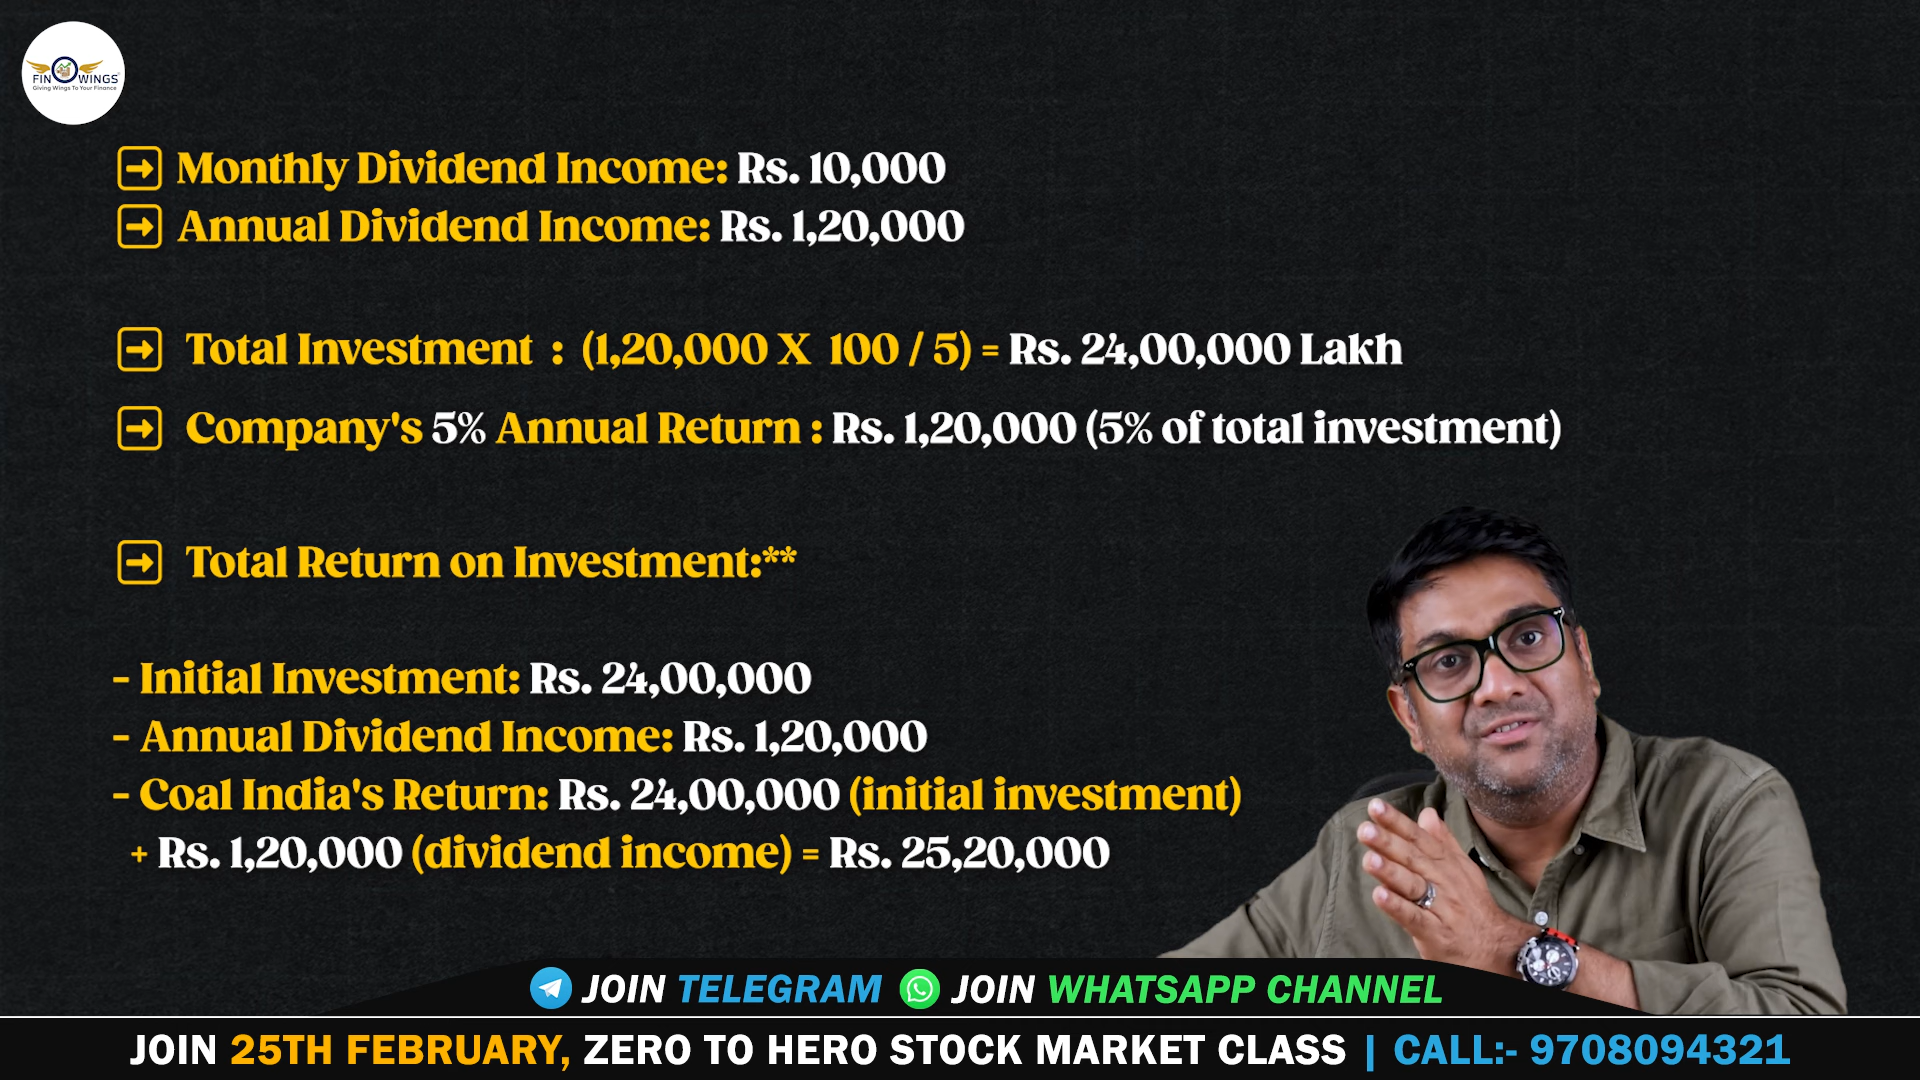 FINOWINGS
Giving Wings To Your Finance
Monthly Dividend Income: Rs. 10,000
Annual Dividend Income: Rs. 1,20,000
Total Investment : (1,20,000 X 100 / 5) = Rs. 24,00,000 Lakh
Company's 5% Annual Return : Rs. 1,20,000 (5% of total investment)
Total Return on Investment:**
- Initial Investment: Rs. 24,00,000
- Annual Dividend Income: Rs. 1,20,000
- Coal India's Return: Rs. 24,00,000 (initial investment)
+ Rs. 1,20,000 (dividend income) = Rs. 25,20,000
JOIN TELEGRAM JOIN WHATSAPP CHANNEL
JOIN 25TH FEBRUARY, ZERO TO HERO STOCK MARKET CLASS | CALL:- 9708094321